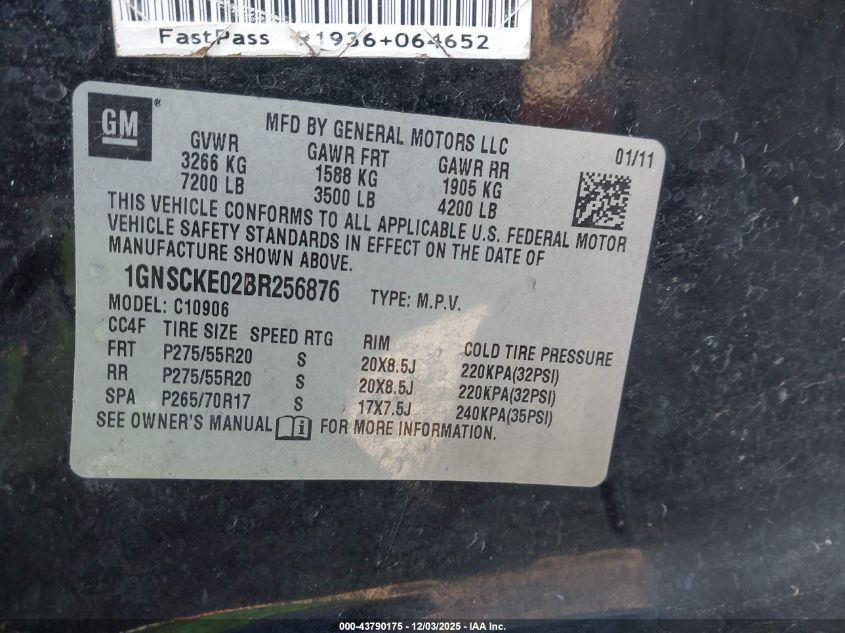 FastPass 1936+064652
GM ®
MFD BY GENERAL MOTORS LLC 01/11
GVWR GAWR FRT GAWR RR
3266 KG 1588 KG 1905 KG
7200 LB 3500 LB 4200 LB
THIS VEHICLE CONFORMS TO ALL APPLICABLE U.S. FEDERAL MOTOR
VEHICLE SAFETY STANDARDS IN EFFECT ON THE DATE OF
MANUFACTURE SHOWN ABOVE.
1GNSCKE02BR256876 TYPE: M.P.V.
MODEL: C10906
CC4F TIRE SIZE SPEED RTG RIM COLD TIRE PRESSURE
FRT P275/55R20 S 20X8.5J 220KPA(32PSI)
RR P275/55R20 S 20X8.5J 220KPA(32PSI)
SPA P265/70R17 S 17X7.5J 240KPA(35PSI)
SEE OWNER'S MANUAL i FOR MORE INFORMATION.
000-43790175 - 12/03/2025 - IAA Inc.